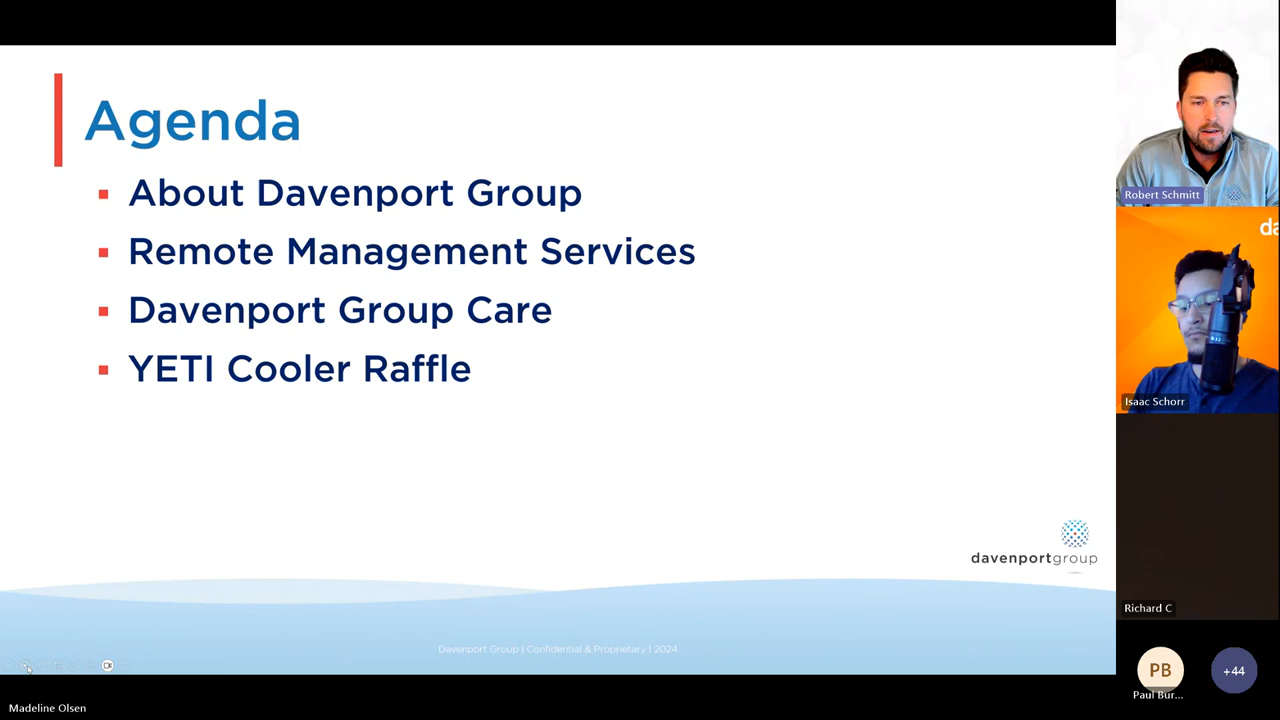 Agenda
About Davenport Group
Remote Management Services
Davenport Group Care
YETI Cooler Raffle
davenportgroup
Davenport Group | Confidential & Proprietary | 2024
Madeline Olsen
Robert Schmitt
da
Isaac Schorr
Richard C
PB
Paul Bur...
+44